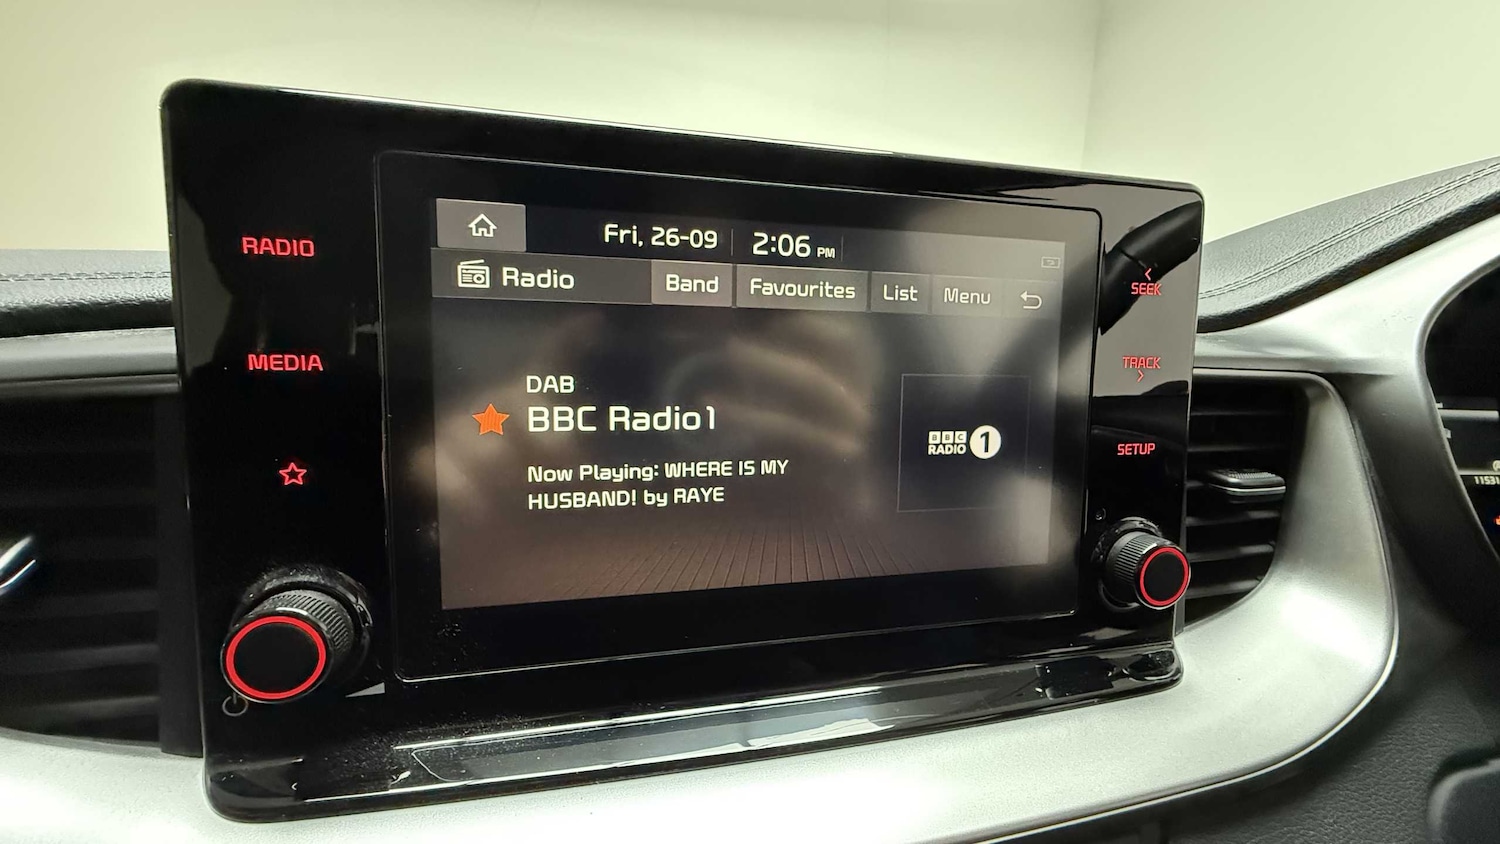 RADIO
MEDIA
Fri, 26-09 2:06 PM
Radio Band Favourites List Menu
DAB
BBC Radio1
Now Playing: WHERE IS MY
HUSBAND! by RAYE
BBC
RADIO 1
SEEK
TRACK
SETUP